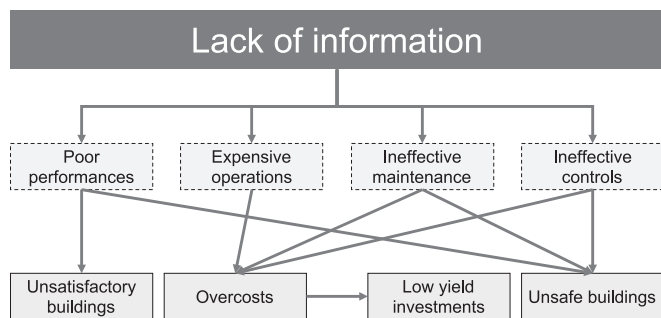 Lack of information
Poor
performances
Expensive
operations
Ineffective
maintenance
Ineffective
controls
Unsatisfactory
buildings
Overcosts
Low yield
investments
Unsafe buildings